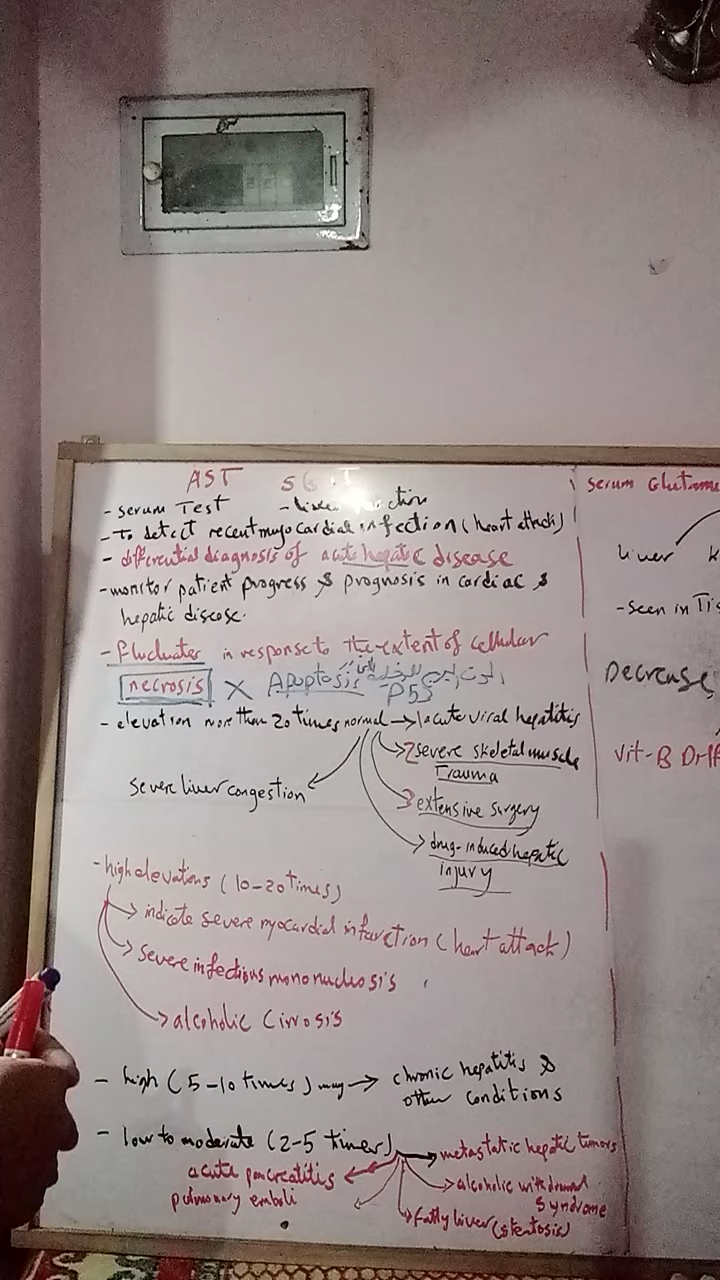 AST
- Serum Test
- to detect recent myocardial infection (heart attack)
- differential diagnosis of acute hepatic disease
- monitor patient progress & prognosis in cardiac &
hepatic disease.
- fluctuates in response to the extent of cellular
necrosis X Apoptosis
P53
- elevation more than 20 times normal → 1 acute viral hepatitis
→ 2 severe skeletal muscle
Trauma
severe liver congestion
→ 3 extensive surgery
→ drug-induced hepatic
injury
- high elevations (10-20 times)
→ indicate severe myocardial infarction (heart attack)
→ severe infectious mononucleosis
→ alcoholic Cirrosis
- high (5-10 times) may → chronic hepatitis &
other conditions
- low to moderate (2-5 times) → metastatic hepatic tumors
acute pancreatitis
→ alcoholic withdrawal
syndrome
pulmonary emboli
→ fatty liver (stentosis)
Serum
Liver
- seen in
Decrease
Vit-B